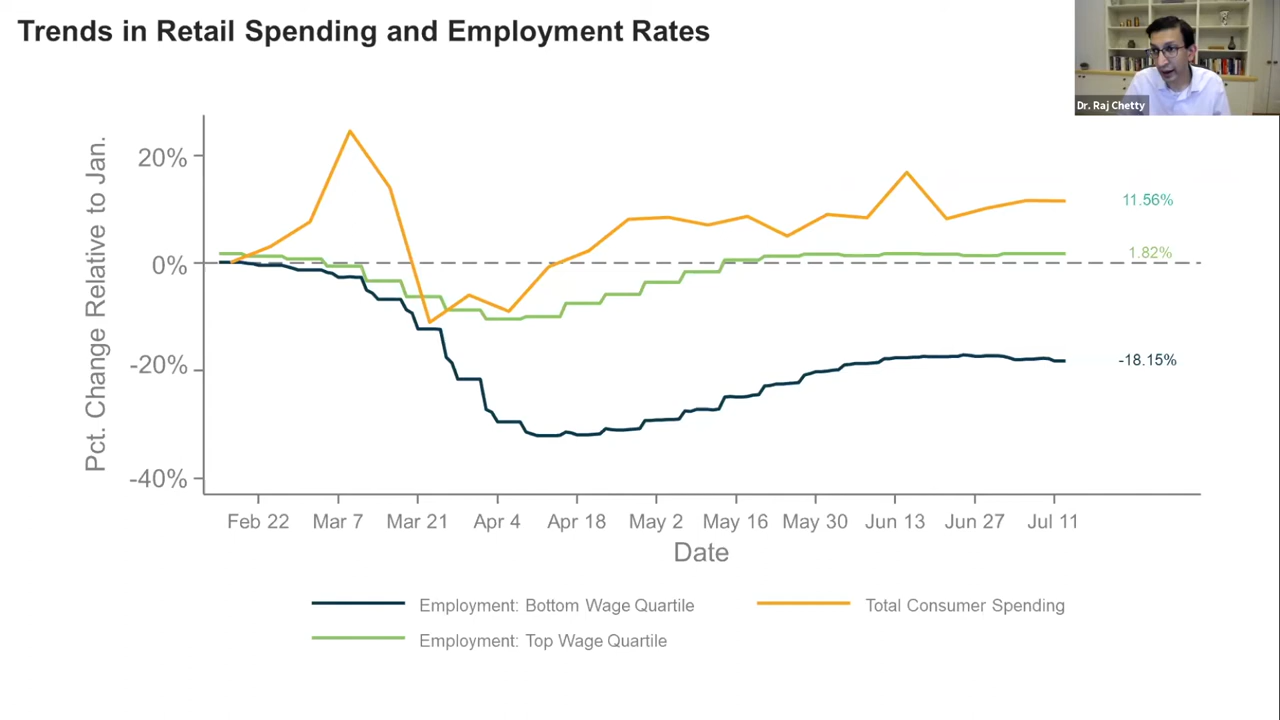 Trends in Retail Spending and Employment Rates
Dr. Raj Chetty
Pct. Change Relative to Jan.
20%
0%
-20%
-40%
11.56%
1.82%
-18.15%
Feb 22 Mar 7 Mar 21 Apr 4 Apr 18 May 2 May 16 May 30 Jun 13 Jun 27 Jul 11
Date
Employment: Bottom Wage Quartile Total Consumer Spending
Employment: Top Wage Quartile